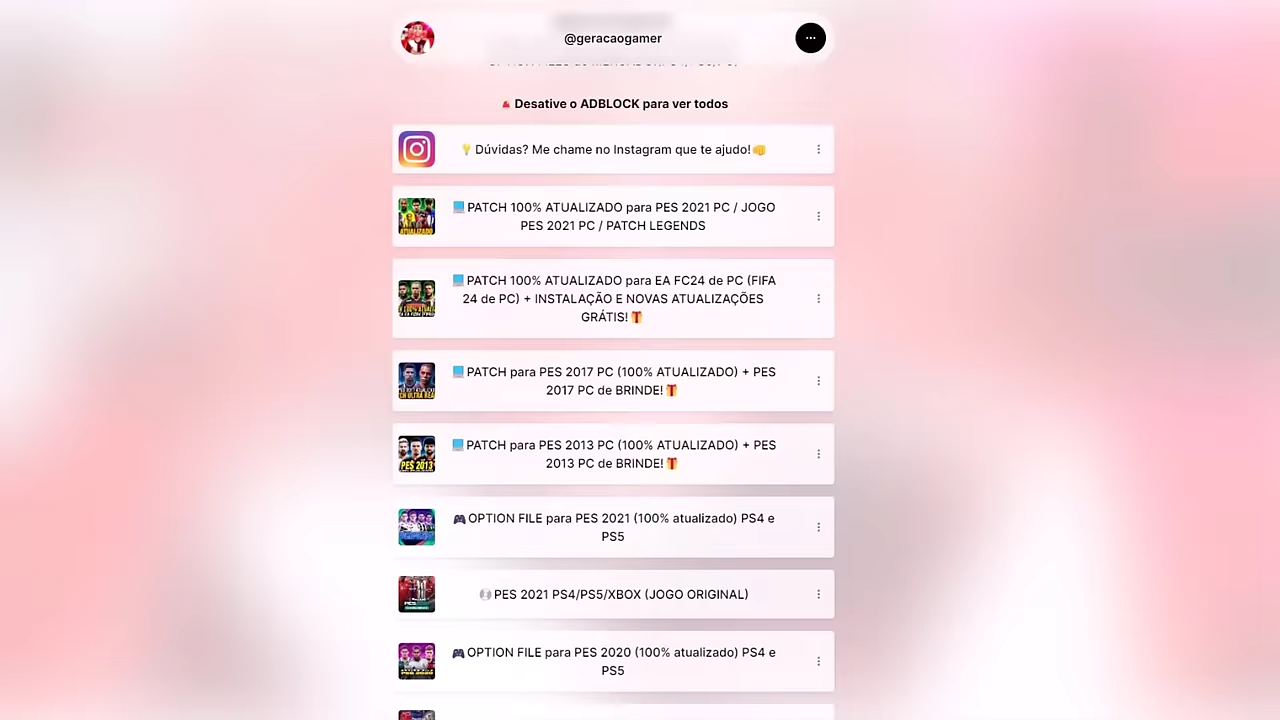 @geracaogamer
Desative o ADBLOCK para ver todos
💡Dúvidas? Me chame no Instagram que te ajudo!👊
PATCH 100% ATUALIZADO para PES 2021 PC / JOGO
PES 2021 PC / PATCH LEGENDS
PATCH 100% ATUALIZADO para EA FC24 de PC (FIFA
24 de PC) + INSTALAÇÃO E NOVAS ATUALIZAÇÕES
GRÁTIS!🎁
PATCH para PES 2017 PC (100% ATUALIZADO) + PES
2017 PC de BRINDE!🎁
PATCH para PES 2013 PC (100% ATUALIZADO) + PES
2013 PC de BRINDE!🎁
PES 2013
🎮OPTION FILE para PES 2021 (100% atualizado) PS4 e
PS5
PES 2021 PS4/PS5/XBOX (JOGO ORIGINAL)
🎮OPTION FILE para PES 2020 (100% atualizado) PS4 e
PS5